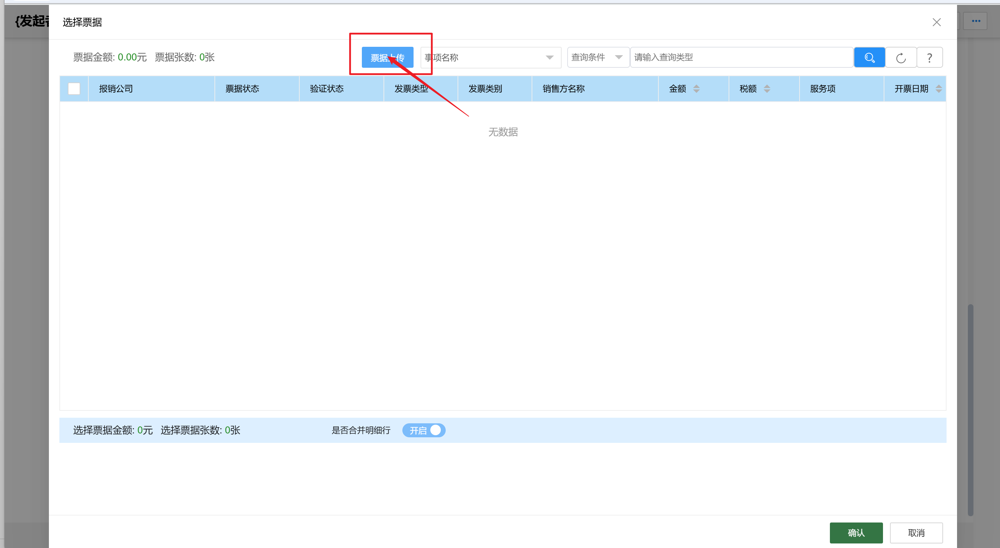 {发起者
选择票据
票据金额: 0.00元 票据张数: 0张 票据上传 事项名称 查询条件 请输入查询类型 ?
报销公司 票据状态 验证状态 发票类型 发票类别 销售方名称 金额 税额 服务项 开票日期
无数据
选择票据金额: 0元 选择票据张数: 0张 是否合并明细行 开启
确认 取消